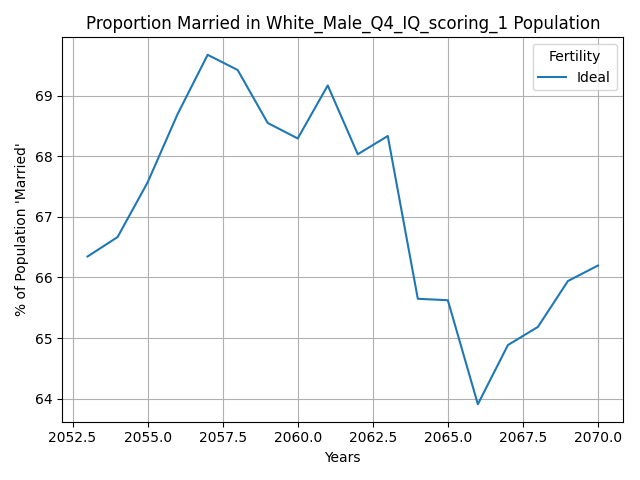 Proportion Married in White_Male_Q4_IQ_scoring_1 Population
Fertility
Ideal
% of Population 'Married'
69
68
67
66
65
64
2052.5 2055.0 2057.5 2060.0 2062.5 2065.0 2067.5 2070.0
Years